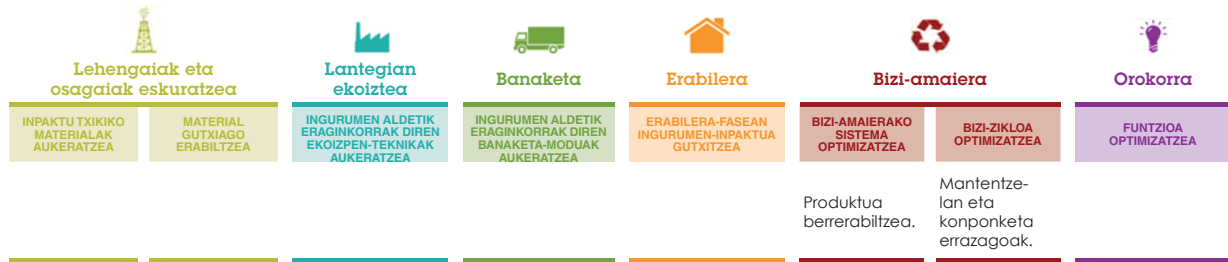 Lehengaiak eta
osagaiak eskuratzea
Lantegian
ekoiztea
Banaketa
Erabilera
Bizi-amaiera
Orokorra
INPAKTU TXIKIKO
MATERIALAK
AUKERATZEA
MATERIAL
GUTXIAGO
ERABILTZEA
INGURUMEN ALDETIK
ERAGINKORRAK DIREN
EKOIZPEN-TEKNIKAK
AUKERATZEA
INGURUMEN ALDETIK
ERAGINKORRAK DIREN
BANAKETA-MODUAK
AUKERATZEA
ERABILERA-FASEAN
INGURUMEN-INPAKTUA
GUTXITZEA
BIZI-AMAIERAKO
SISTEMA
OPTIMIZATZEA
BIZI-ZIKLOA
OPTIMIZATZEA
FUNTZIOA
OPTIMIZATZEA
Produktua
berrerabiltzea.
Mantentze-
lan eta
konponketa
errazagoak.